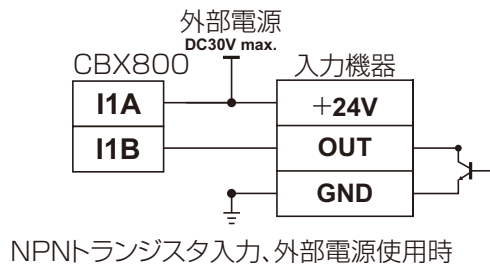 外部電源
DC30V max.
CBX800
入力機器
I1A
+24V
I1B
OUT
GND
NPNトランジスタ入力、外部電源使用時